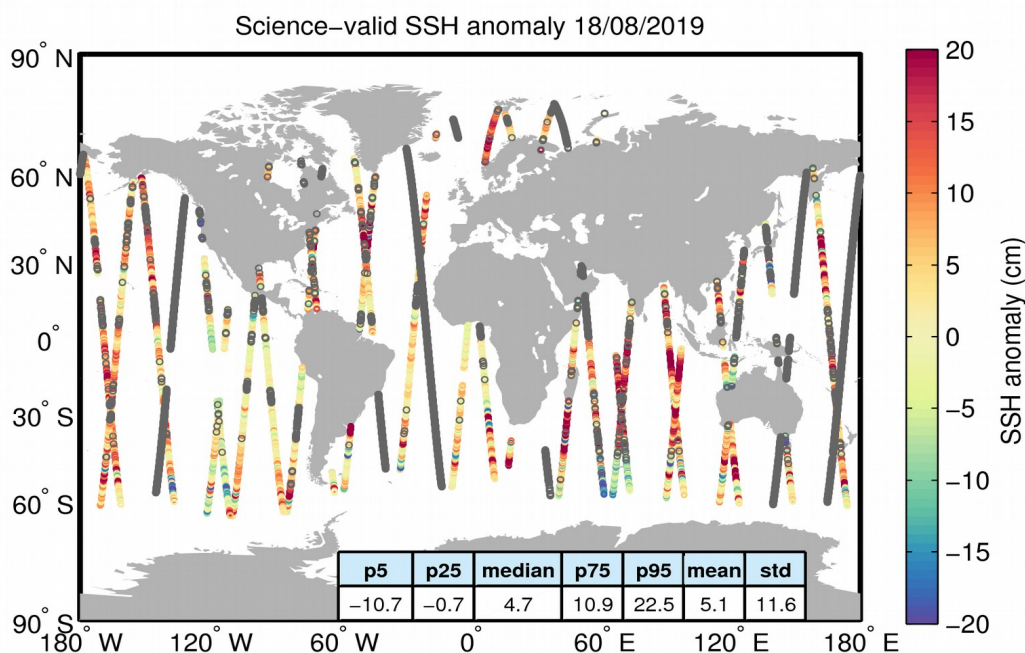 Science−valid SSH anomaly 18/08/2019
90° N
60° N
30° N
0°
30° S
60° S
90° S
180° W
120° W
60° W
0°
60° E
120° E
180° E
p5 p25 median p75 p95 mean std
−10.7 −0.7 4.7 10.9 22.5 5.1 11.6
20
15
10
5
0
−5
−10
−15
−20
SSH anomaly (cm)